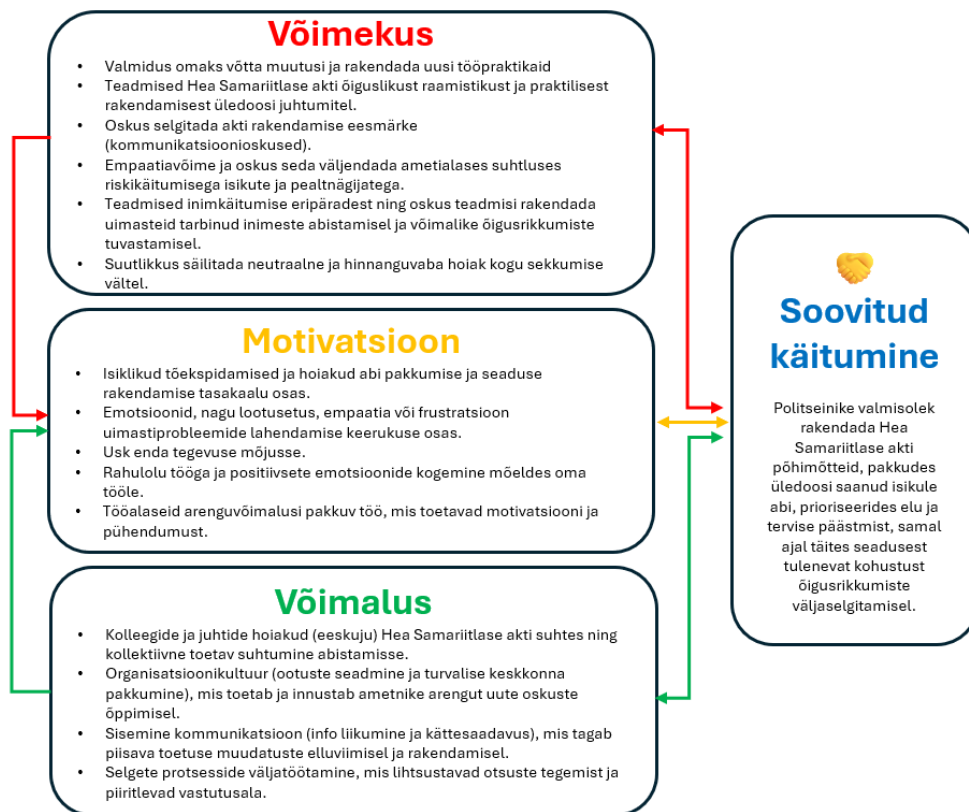 Võimekus
• Valmidus omaks võtta muutusi ja rakendada uusi tööpraktikaid
• Teadmised Hea Samariitlase akti õiguslikust raamistikust ja praktilisest
rakendamisest üledoosi juhtumitel.
• Oskus selgitada akti rakendamise eesmärke
(kommunikatsioonioskused).
• Empaatiavõime ja oskus seda väljendada ametialases suhtluses
riskikäitumisega isikute ja pealtnägijatega.
• Teadmised inimkäitumise eripäradest ning oskus teadmisi rakendada
uimasteid tarbinud inimeste abistamisel ja võimalike õigusrikkumiste
tuvastamisel.
• Suutlikkus säilitada neutraalne ja hinnanguvaba hoiak kogu sekkumise
vältel.
Motivatsioon
• Isiklikud tõekspidamised ja hoiakud abi pakkumise ja seaduse
rakendamise tasakaalu osas.
• Emotsioonid, nagu lootusetus, empaatia või frustratsioon
uimastiprobleemide lahendamise keerukuse osas.
• Usk enda tegevuse mõjusse.
• Rahulolu tööga ja positiivsete emotsioonide kogemine mõeldes oma
tööle.
• Tööalaseid arenguvõimalusi pakkuv töö, mis toetavad motivatsiooni ja
pühendumust.
Võimalus
• Kolleegide ja juhtide hoiakud (eeskuju) Hea Samariitlase akti suhtes ning
kollektiivne toetav suhtumine abistamisse.
• Organisatsioonikultuur (ootuste seadmine ja turvalise keskkonna
pakkumine), mis toetab ja innustab ametnike arengut uute oskuste
õppimisel.
• Sisemine kommunikatsioon (info liikumine ja kättesaadavus), mis tagab
piisava toetuse muudatuste elluviimisel ja rakendamisel.
• Selgete protsesside väljatöötamine, mis lihtsustavad otsuste tegemist ja
piiritlevad vastutusala.
Soovitud
käitumine
Politseinike valmisolek
rakendada Hea
Samariitlase akti
põhimõtteid, pakkudes
üledoosi saanud isikule
abi, prioriseerides elu ja
tervise päästmist, samal
ajal täites seadusest
tulenevat kohustust
õigusrikkumiste
väljaselgitamisel.